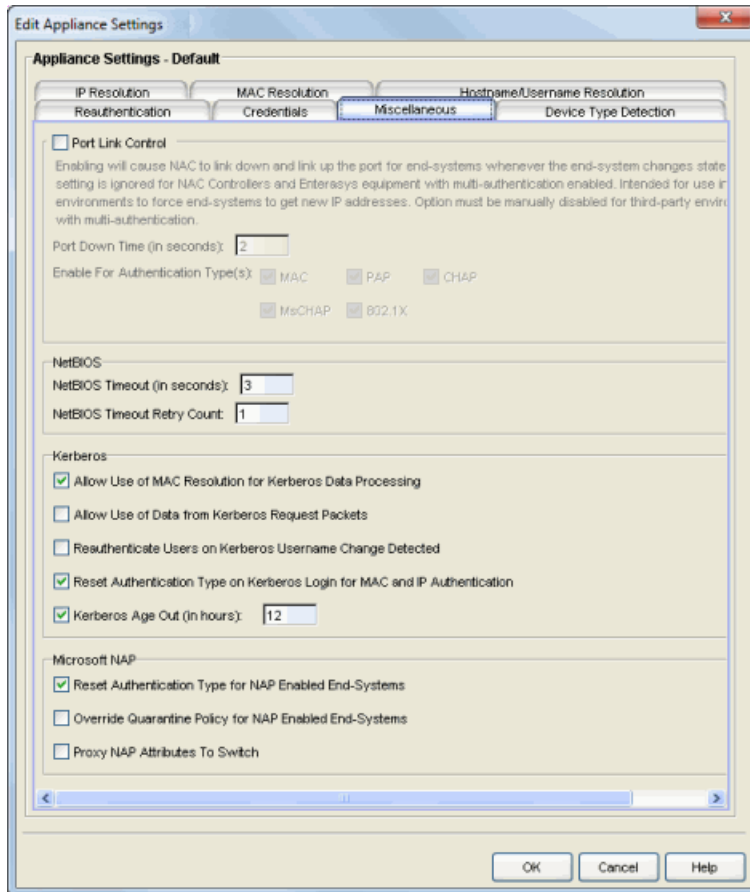 Edit Appliance Settings
Appliance Settings - Default
IP Resolution MAC Resolution Hostname/Username Resolution
Reauthentication Credentials Miscellaneous Device Type Detection
Port Link Control
Enabling will cause NAC to link down and link up the port for end-systems whenever the end-system changes state
setting is ignored for NAC Controllers and Enterasys equipment with multi-authentication enabled. Intended for use in
environments to force end-systems to get new IP addresses. Option must be manually disabled for third-party envir
with multi-authentication.
Port Down Time (in seconds): 2
Enable For Authentication Type(s): MAC PAP CHAP
MsCHAP 802.1X
NetBIOS
NetBIOS Timeout (in seconds): 3
NetBIOS Timeout Retry Count: 1
Kerberos
Allow Use of MAC Resolution for Kerberos Data Processing
Allow Use of Data from Kerberos Request Packets
Reauthenticate Users on Kerberos Username Change Detected
Reset Authentication Type on Kerberos Login for MAC and IP Authentication
Kerberos Age Out (in hours): 12
Microsoft NAP
Reset Authentication Type for NAP Enabled End-Systems
Override Quarantine Policy for NAP Enabled End-Systems
Proxy NAP Attributes To Switch
OK Cancel Help